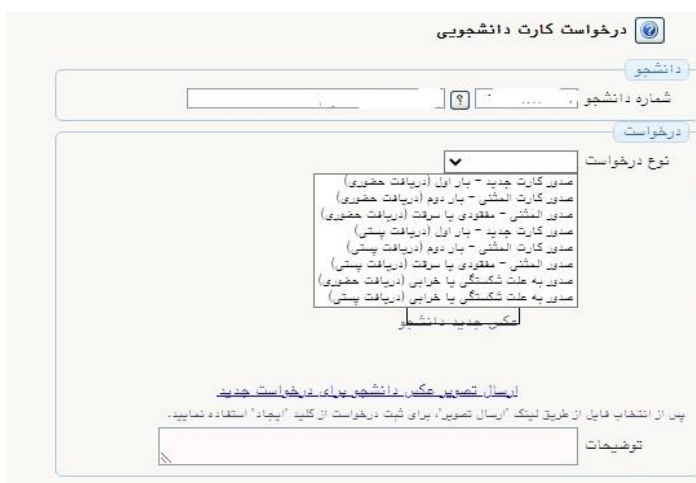 درخواست کارت دانشجویی
دانشجو
شماره دانشجو
درخواست
نوع درخواست
صدور کارت جدید - بار اول (دریافت حضوری)
صدور کارت المثنی - بار دوم (دریافت حضوری)
صدور المثنی - مفقودی یا سرقت (دریافت حضوری)
صدور کارت جدید - بار اول (دریافت پستی)
صدور کارت المثنی - بار دوم (دریافت پستی)
صدور المثنی - مفقودی یا سرقت (دریافت پستی)
صدور به علت شکستگی یا خرابی (دریافت حضوری)
صدور به علت شکستگی یا خرابی (دریافت پستی)
عکس جدید دانشجو
ارسال تصویر عکس دانشجو برای درخواست جدید
پس از انتخاب فایل از طریق لینک "ارسال تصویر"، برای ثبت درخواست از کلید "ایجاد" استفاده نمایید.
توضیحات